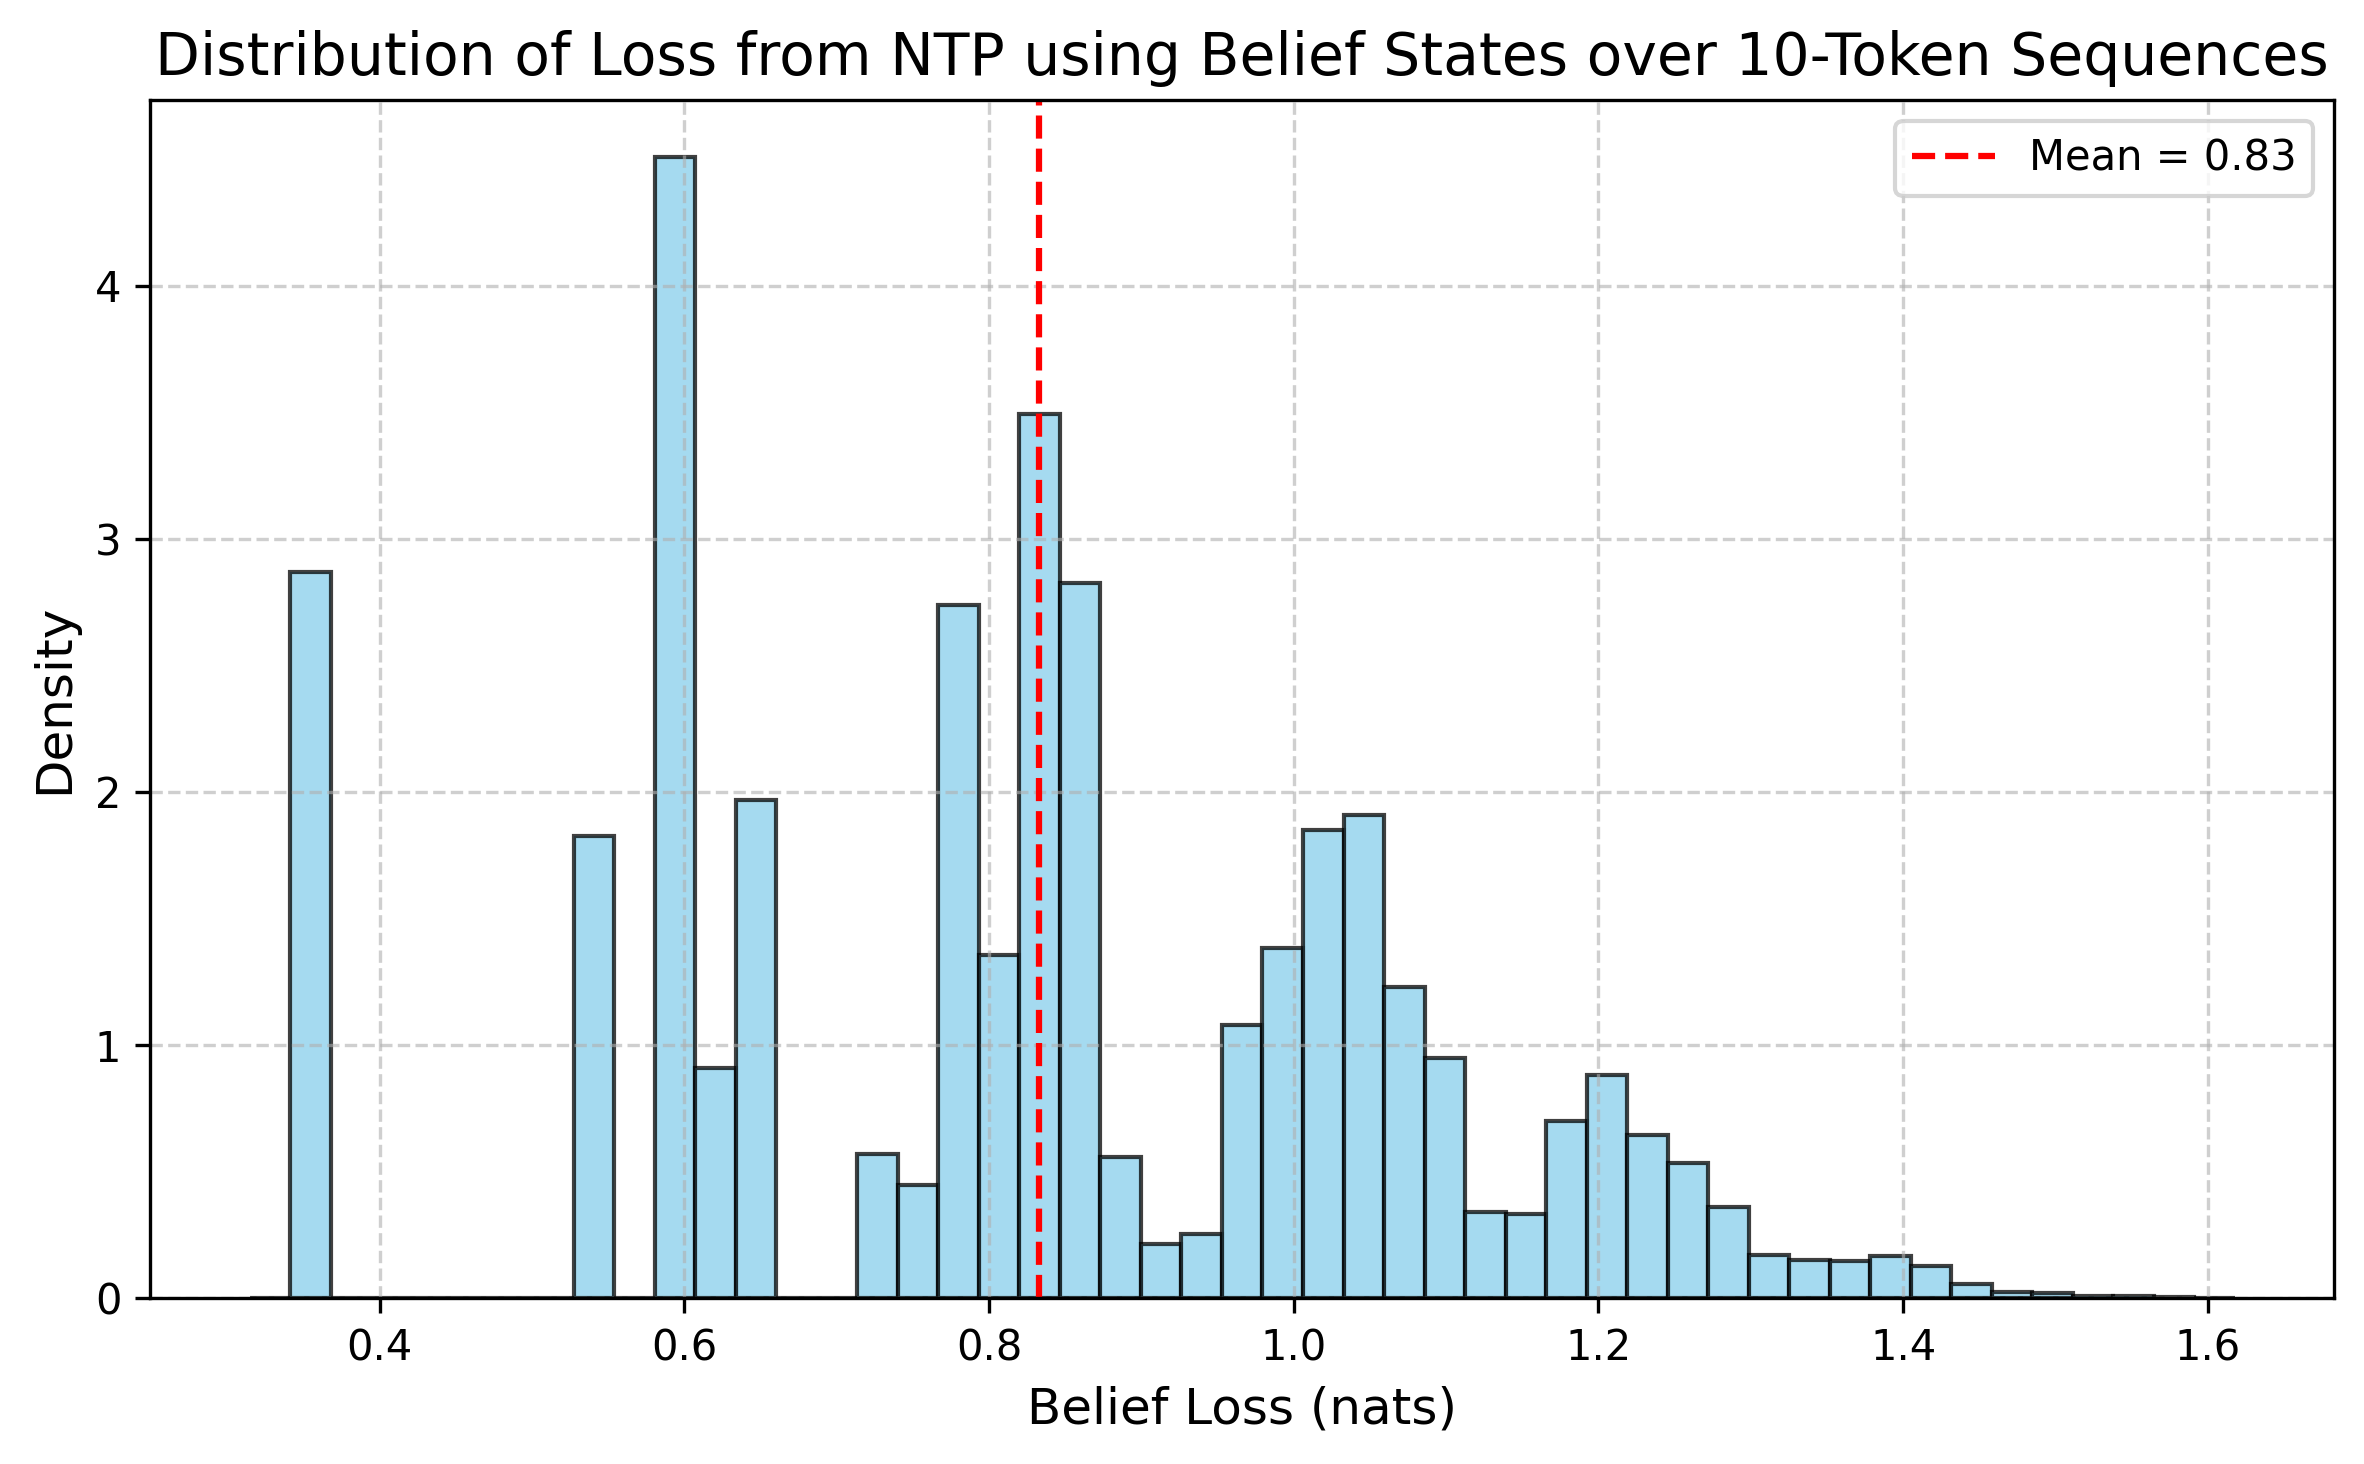 Distribution of Loss from NTP using Belief States over 10-Token Sequences
Mean = 0.83
Density
4
3
2
1
0
0.4 0.6 0.8 1.0 1.2 1.4 1.6
Belief Loss (nats)